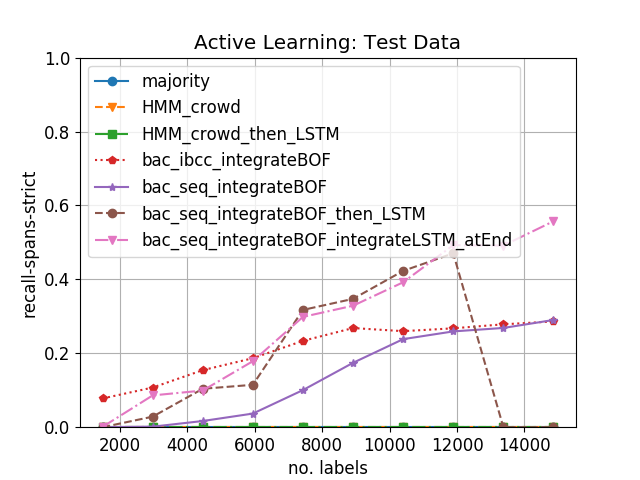 Active Learning: Test Data
1.0
0.8
0.6
0.4
0.2
0.0
recall-spans-strict
majority
HMM_crowd
HMM_crowd_then_LSTM
bac_ibcc_integrateBOF
bac_seq_integrateBOF
bac_seq_integrateBOF_then_LSTM
bac_seq_integrateBOF_integrateLSTM_atEnd
2000 4000 6000 8000 10000 12000 14000
no. labels